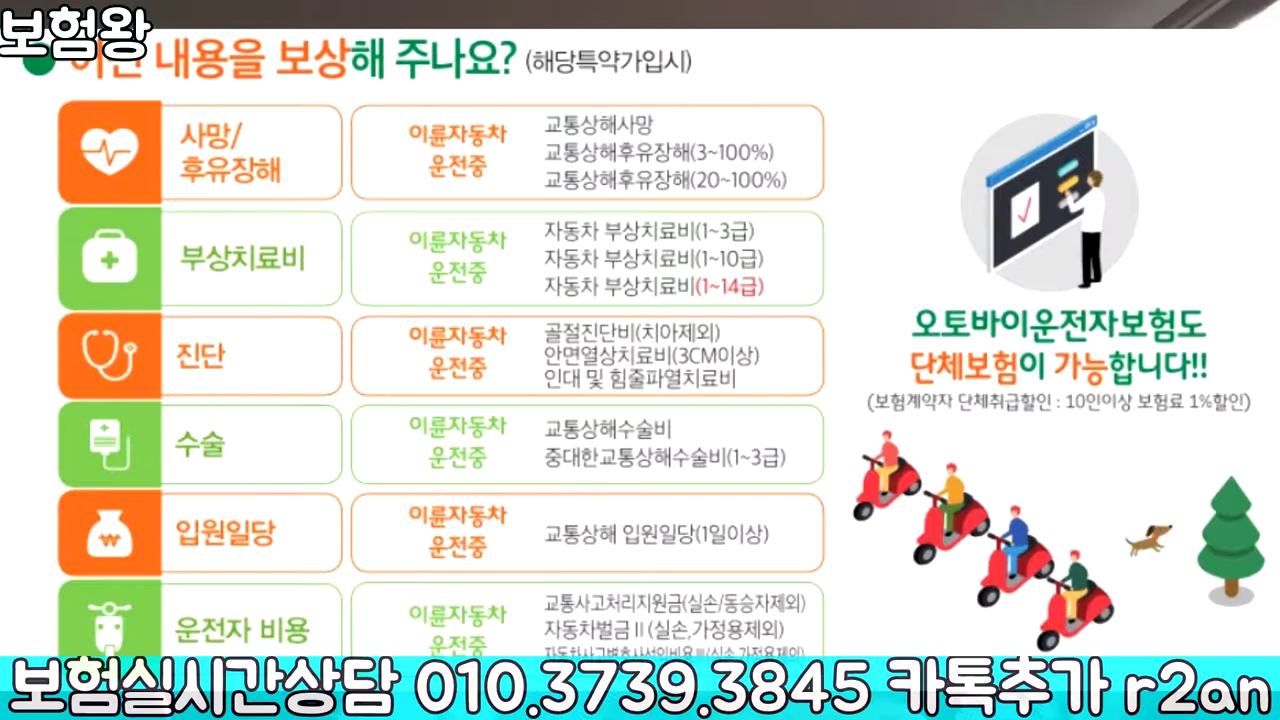 보험왕
내용을 보상해 주나요? (해당특약가입시)
사망/
후유장해
이륜자동차
운전중
교통상해사망
교통상해후유장해(3~100%)
교통상해후유장해(20~100%)
부상치료비
이륜자동차
운전중
자동차 부상치료비(1~3급)
자동차 부상치료비(1~10급)
자동차 부상치료비(1~14급)
진단
이륜자동차
운전중
골절진단비(치아제외)
안면열상치료비(3CM이상)
인대 및 힘줄파열치료비
수술
이륜자동차
운전중
교통상해수술비
중대한교통상해수술비(1~3급)
입원일당
이륜자동차
운전중
교통상해 입원일당(1일이상)
운전자 비용
이륜자동차
운전중
교통사고처리지원금(실손/동승자제외)
자동차벌금Ⅱ(실손,가정용제외)
오토바이운전자보험도
단체보험이 가능합니다!!
(보험계약자 단체취급할인 : 10인이상 보험료 1%할인)
보험실시간상담 010.3739.3845 카톡추가 r2an